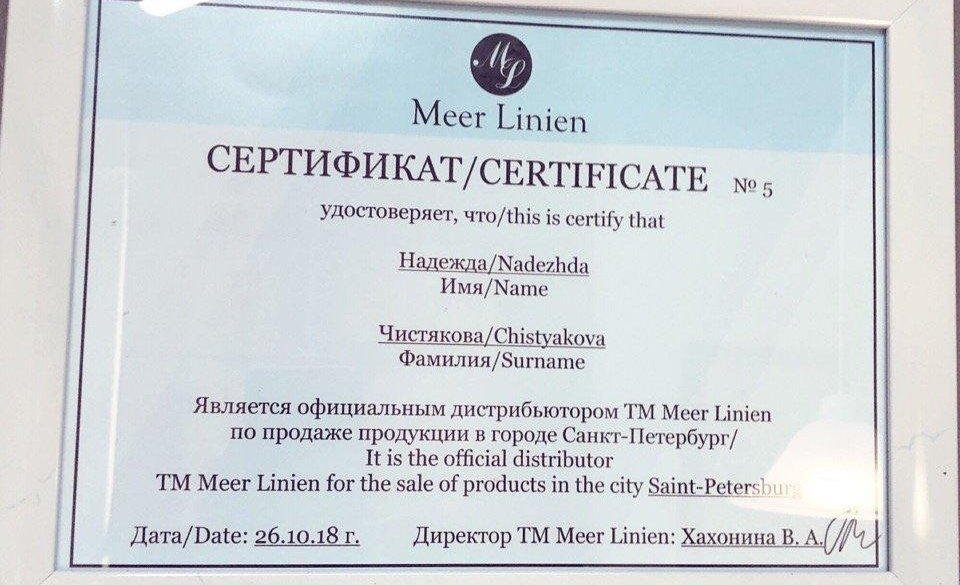 ML
Meer Linien
СЕРТИФИКАТ/CERTIFICATE № 5
удостоверяет, что/this is certify that
Надежда/Nadezhda
Имя/Name
Чистякова/Chistyakova
Фамилия/Surname
Является официальным дистрибьютором ТМ Meer Linien
по продаже продукции в городе Санкт-Петербург/
It is the official distributor
TM Meer Linien for the sale of products in the city Saint-Petersburg
Дата/Date: 26.10.18 г. Директор ТМ Meer Linien: Хахонина В. А.